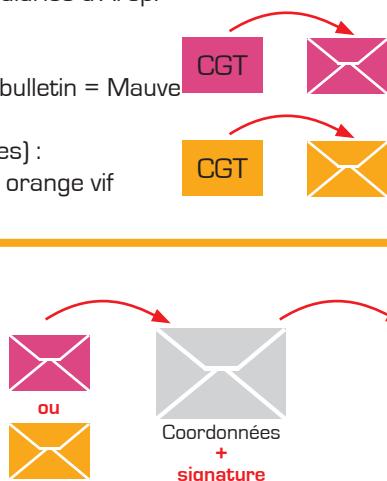 bulletin = Mauve
CGT
es) :
orange vif
CGT
ou
Coordonnées
+
signature